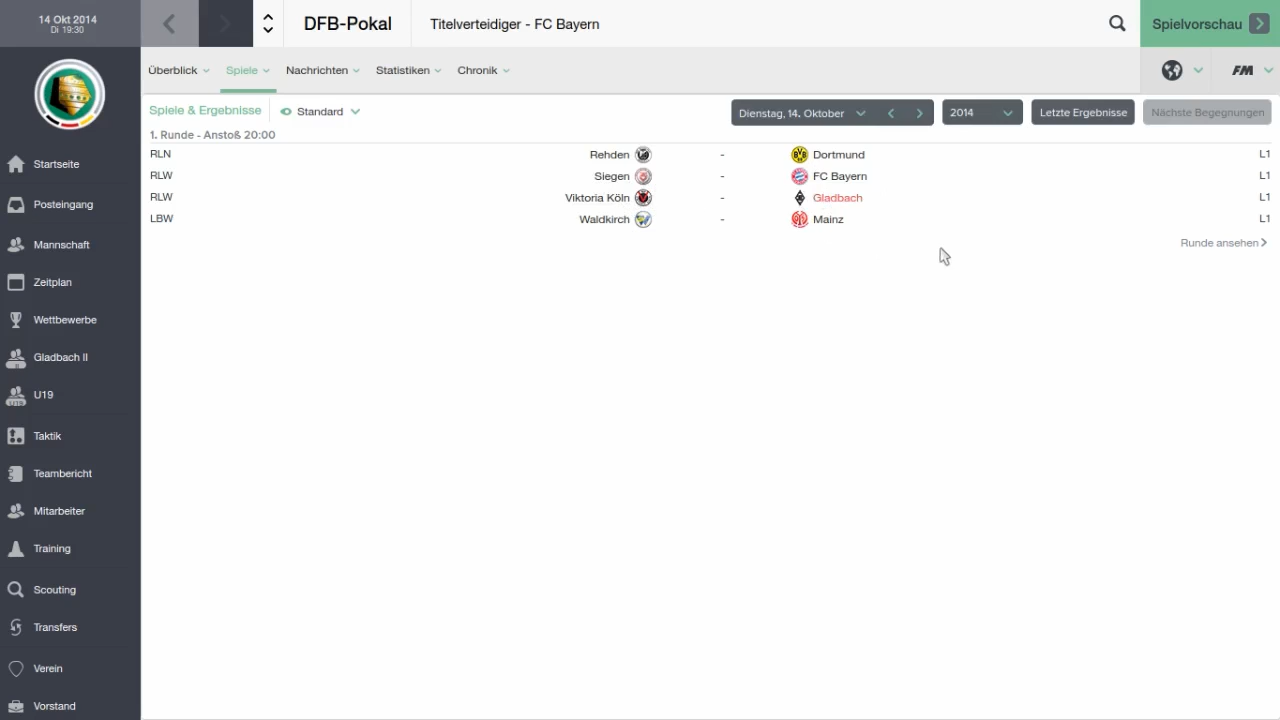 14 Okt 2014
Di 19:30
DFB-Pokal
Titelverteidiger - FC Bayern
Spielvorschau
Überblick
Spiele
Nachrichten
Statistiken
Chronik
FM
Spiele & Ergebnisse
Standard
Dienstag, 14. Oktober
2014
Letzte Ergebnisse
Nächste Begegnungen
1. Runde - Anstoß 20:00
RLN Rehden - Dortmund L1
RLW Siegen - FC Bayern L1
RLW Viktoria Köln - Gladbach L1
LBW Waldkirch - Mainz L1
Runde ansehen
Startseite
Posteingang
Mannschaft
Zeitplan
Wettbewerbe
Gladbach II
U19
Taktik
Teambericht
Mitarbeiter
Training
Scouting
Transfers
Verein
Vorstand